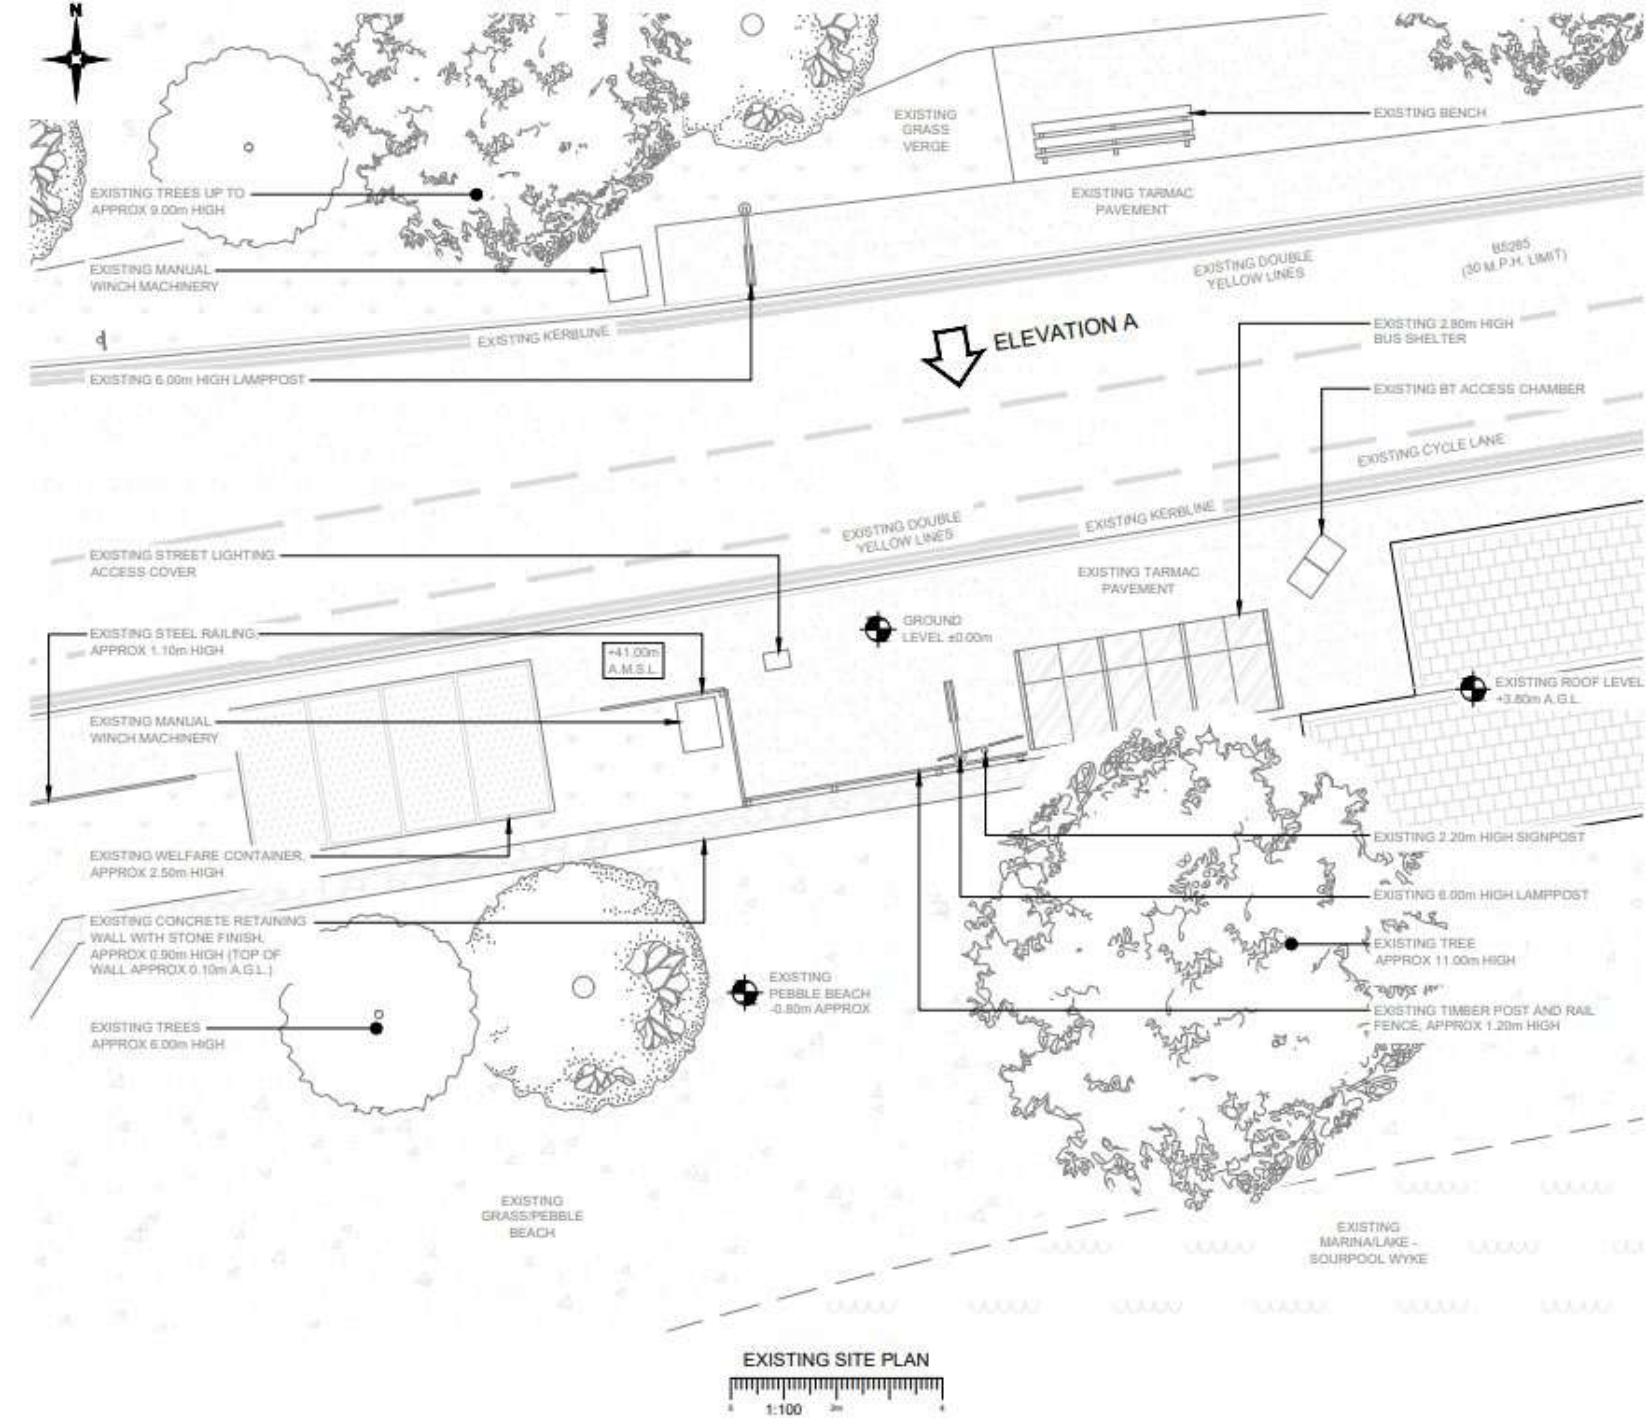 N
EXISTING
GRASS
VERGE
EXISTING BENCH
EXISTING TREES UP TO
APPROX 9.00m HIGH
EXISTING TARMAC
PAVEMENT
EXISTING MANUAL
WINCH MACHINERY
EXISTING DOUBLE
YELLOW LINES
B5285
(30 M.P.H. LIMIT)
EXISTING KERBLINE
ELEVATION A
EXISTING 2.80m HIGH
BUS SHELTER
EXISTING 6.00m HIGH LAMPPOST
EXISTING BT ACCESS CHAMBER
EXISTING CYCLE LANE
EXISTING DOUBLE
YELLOW LINES
EXISTING KERBLINE
EXISTING STREET LIGHTING
ACCESS COVER
EXISTING TARMAC
PAVEMENT
EXISTING STEEL RAILING,
APPROX 1.10m HIGH
+41.00m
A.M.S.L.
GROUND
LEVEL ±0.00m
EXISTING ROOF LEVEL
+3.80m A.G.L.
EXISTING MANUAL
WINCH MACHINERY
EXISTING 2.20m HIGH SIGNPOST
EXISTING WELFARE CONTAINER,
APPROX 2.50m HIGH
EXISTING 6.00m HIGH LAMPPOST
EXISTING CONCRETE RETAINING
WALL WITH STONE FINISH,
APPROX 0.90m HIGH (TOP OF
WALL APPROX 0.10m A.G.L.)
EXISTING TREE
APPROX 11.00m HIGH
EXISTING
PEBBLE BEACH
-0.80m APPROX
EXISTING TIMBER POST AND RAIL
FENCE, APPROX 1.20m HIGH
EXISTING TREES
APPROX 6.00m HIGH
EXISTING
GRASS/PEBBLE
BEACH
EXISTING
MARINA/LAKE -
SOURPOOL WYKE
EXISTING SITE PLAN
0 1:100 2m 4